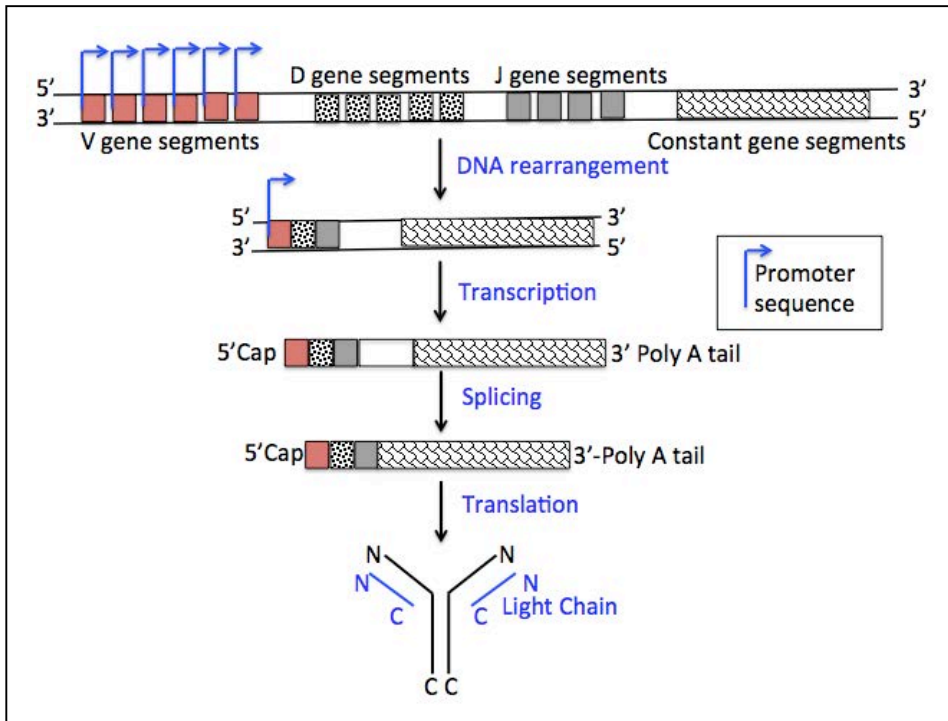 D gene segments
J gene segments
5’
3’
3’
5’
V gene segments
Constant gene segments
DNA rearrangement
5’
3’
3’
5’
Promoter
sequence
Transcription
5’Cap
3’ Poly A tail
Splicing
5’Cap
3’-Poly A tail
Translation
N
N
N
N
C
C
Light Chain
C C